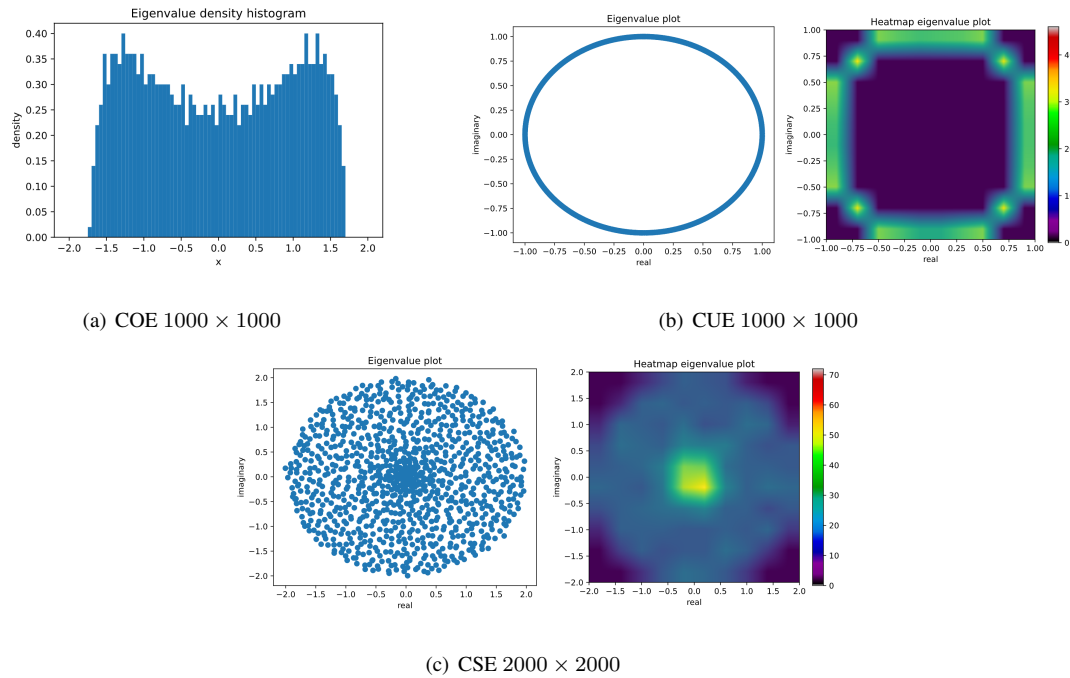 Eigenvalue density histogram
0.40
0.35
0.30
0.25
0.20
0.15
0.10
0.05
0.00
density
−2.0 −1.5 −1.0 −0.5 0.0 0.5 1.0 1.5 2.0
x
Eigenvalue plot
1.00
0.75
0.50
0.25
0.00
−0.25
−0.50
−0.75
−1.00
imaginary
−1.00 −0.75 −0.50 −0.25 0.00 0.25 0.50 0.75 1.00
real
Heatmap eigenvalue plot
1.00
0.75
0.50
0.25
0.00
−0.25
−0.50
−0.75
−1.00
imaginary
−1.00 −0.75 −0.50 −0.25 0.00 0.25 0.50 0.75 1.00
real
4
3
2
1
0
(a) COE 1000 × 1000
(b) CUE 1000 × 1000
Eigenvalue plot
2.0
1.5
1.0
0.5
0.0
−0.5
−1.0
−1.5
−2.0
imaginary
−2.0 −1.5 −1.0 −0.5 0.0 0.5 1.0 1.5 2.0
real
Heatmap eigenvalue plot
2.0
1.5
1.0
0.5
0.0
−0.5
−1.0
−1.5
−2.0
imaginary
−2.0 −1.5 −1.0 −0.5 0.0 0.5 1.0 1.5 2.0
real
70
60
50
40
30
20
10
0
(c) CSE 2000 × 2000